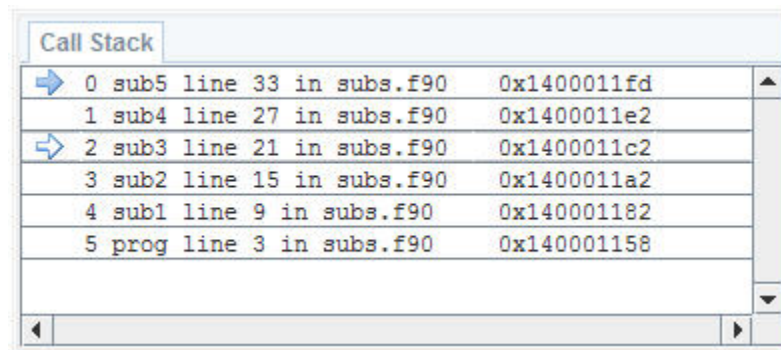 Call Stack
0 sub5 line 33 in subs.f90 0x1400011fd
1 sub4 line 27 in subs.f90 0x1400011e2
2 sub3 line 21 in subs.f90 0x1400011c2
3 sub2 line 15 in subs.f90 0x1400011a2
4 sub1 line 9 in subs.f90 0x140001182
5 prog line 3 in subs.f90 0x140001158